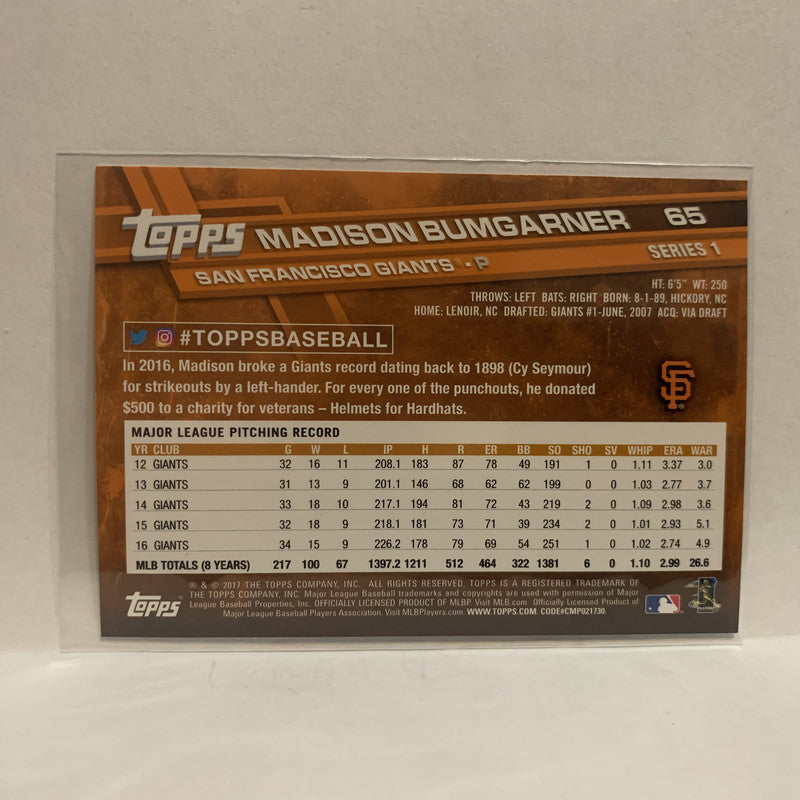 TOPPS MADISON BUMGARNER 65
SAN FRANCISCO GIANTS • P SERIES 1
HT: 6'5" WT: 250
THROWS: LEFT BATS: RIGHT BORN: 8-1-89, HICKORY, NC
HOME: LENOIR, NC DRAFTED: GIANTS #1-JUNE, 2007 ACQ: VIA DRAFT
#TOPPSBASEBALL
In 2016, Madison broke a Giants record dating back to 1898 (Cy Seymour)
for strikeouts by a left-hander. For every one of the punchouts, he donated
$500 to a charity for veterans – Helmets for Hardhats.
SF
MAJOR LEAGUE PITCHING RECORD
YR CLUB G W L IP H R ER BB SO SHO SV WHIP ERA WAR
12 GIANTS 32 16 11 208.1 183 87 78 49 191 1 0 1.11 3.37 3.0
13 GIANTS 31 13 9 201.1 146 68 62 62 199 0 0 1.03 2.77 3.7
14 GIANTS 33 18 10 217.1 194 81 72 43 219 2 0 1.09 2.98 3.6
15 GIANTS 32 18 9 218.1 181 73 71 39 234 2 0 1.01 2.93 5.1
16 GIANTS 34 15 9 226.2 178 79 69 54 251 1 0 1.02 2.74 4.9
MLB TOTALS (8 YEARS) 217 100 67 1397.2 1211 512 464 322 1381 6 0 1.10 2.99 26.6
® & © 2017 THE TOPPS COMPANY, INC. ALL RIGHTS RESERVED. TOPPS IS A REGISTERED TRADEMARK OF
THE TOPPS COMPANY, INC. Major League Baseball trademarks and copyrights are used with permission of Major
League Baseball Properties, Inc. OFFICIALLY LICENSED PRODUCT OF MLBP. Visit MLB.com Officially Licensed Product of
Major League Baseball Players Association. Visit MLBPlayers.com. WWW.TOPPS.COM. CODE#CMP021730.
TOPPS